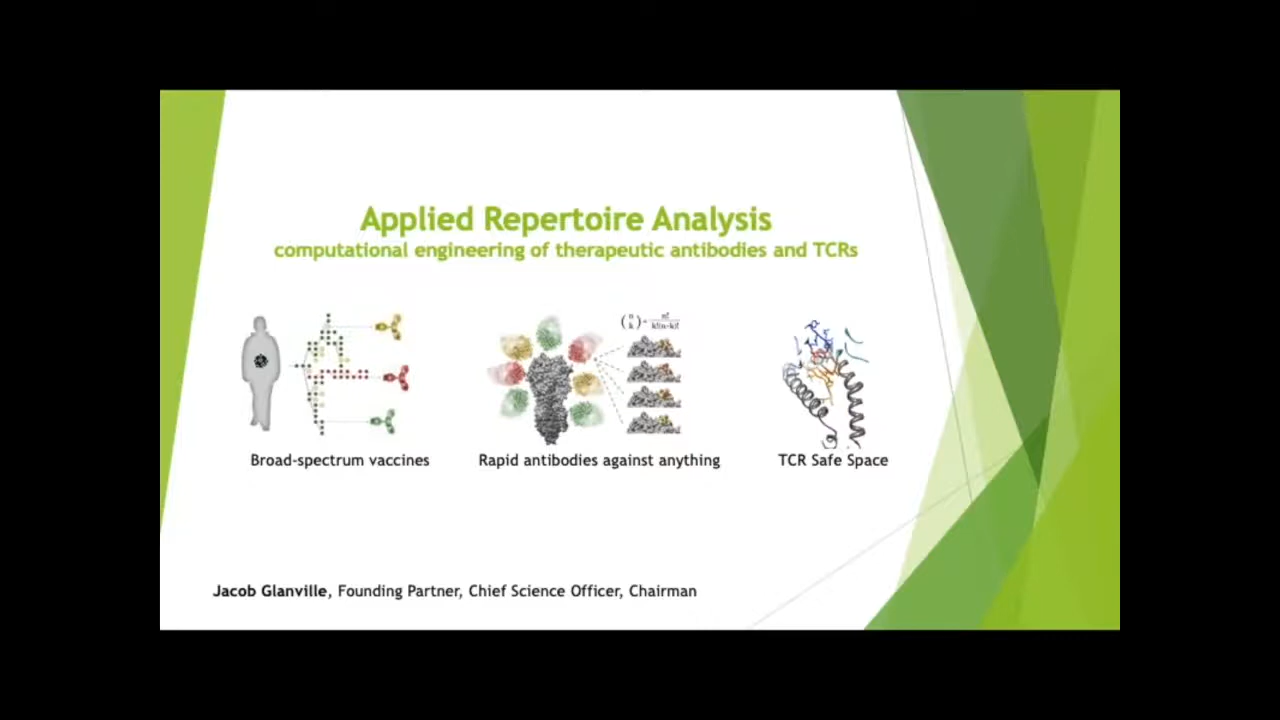 Applied Repertoire Analysis
computational engineering of therapeutic antibodies and TCRs
Broad-spectrum vaccines
Rapid antibodies against anything
TCR Safe Space
Jacob Glanville, Founding Partner, Chief Science Officer, Chairman